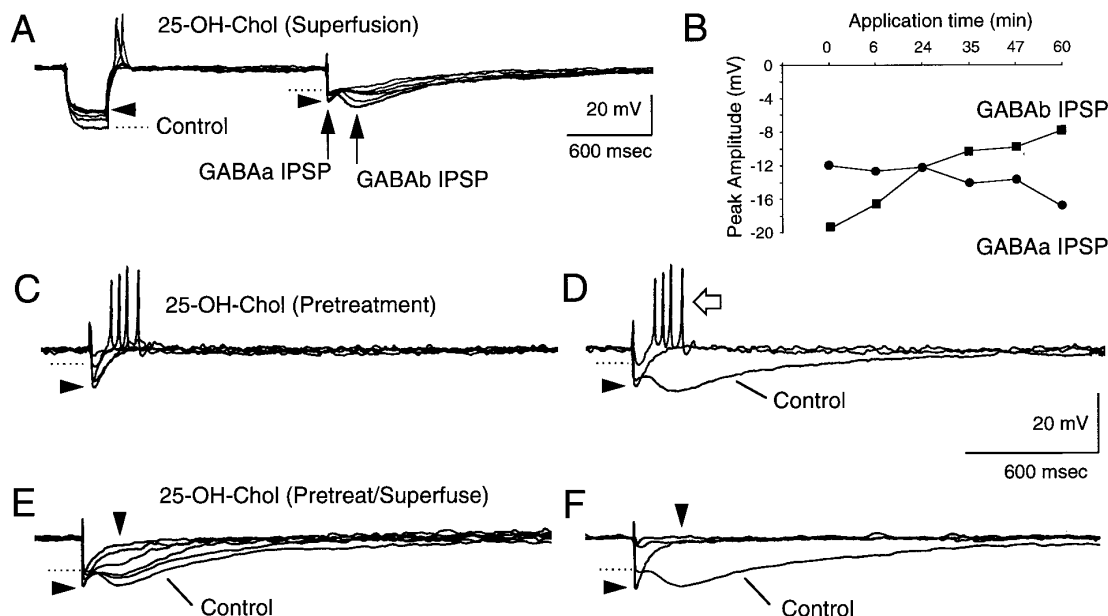 A
25-OH-Chol (Superfusion)
Control
GABAa IPSP
GABAb IPSP
20 mV
600 msec
B
Application time (min)
0 6 24 35 47 60
Peak Amplitude (mV)
0
-4
-8
-12
-16
-20
GABAb IPSP
GABAa IPSP
C
25-OH-Chol (Pretreatment)
D
Control
20 mV
600 msec
E
25-OH-Chol (Pretreat/Superfuse)
Control
F
Control